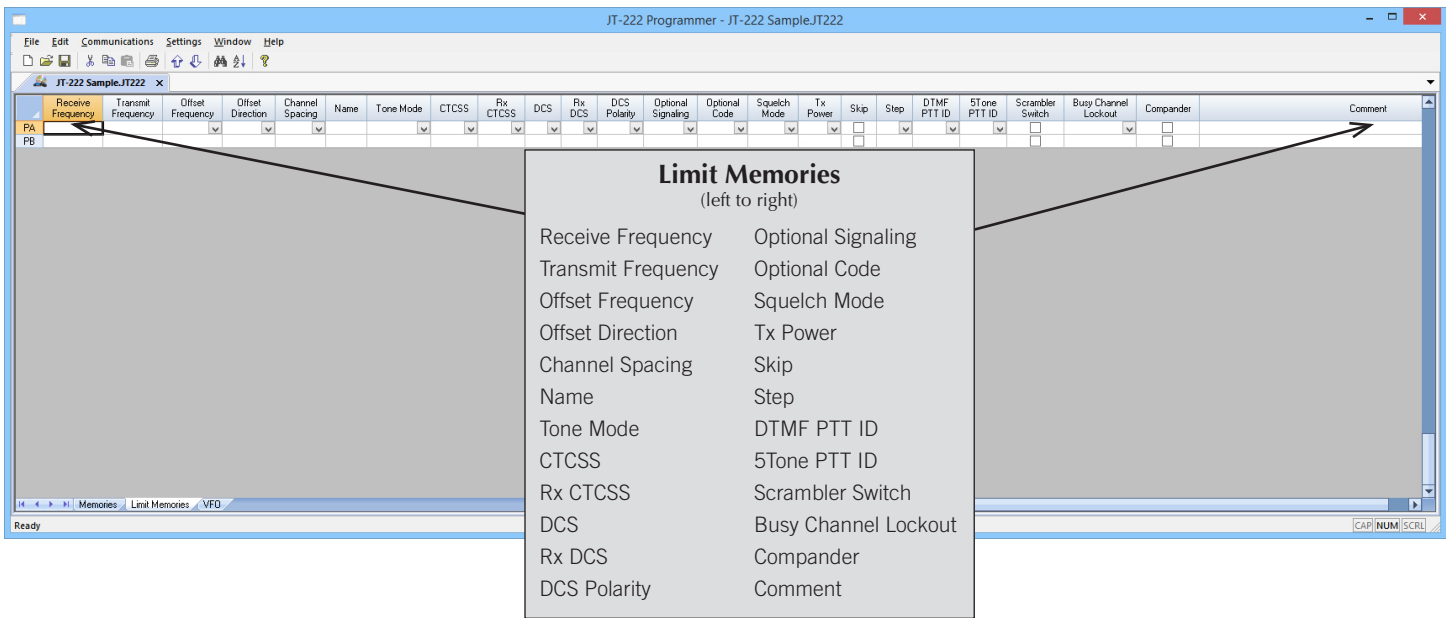 JT-222 Programmer - JT-222 Sample.JT222
File Edit Communications Settings Window Help
JT-222 Sample.JT222
Receive Frequency Transmit Frequency Offset Frequency Offset Direction Channel Spacing Name Tone Mode CTCSS Rx CTCSS DCS Rx DCS DCS Polarity Optional Signaling Optional Code Squelch Mode Tx Power Skip Step DTMF PTT ID 5Tone PTT ID Scrambler Switch Busy Channel Lockout Compander Comment
PA
PB
Limit Memories
(left to right)
Receive Frequency
Transmit Frequency
Offset Frequency
Offset Direction
Channel Spacing
Name
Tone Mode
CTCSS
Rx CTCSS
DCS
Rx DCS
DCS Polarity
Optional Signaling
Optional Code
Squelch Mode
Tx Power
Skip
Step
DTMF PTT ID
5Tone PTT ID
Scrambler Switch
Busy Channel Lockout
Compander
Comment
Memories Limit Memories VFO
Ready
CAP NUM SCRL